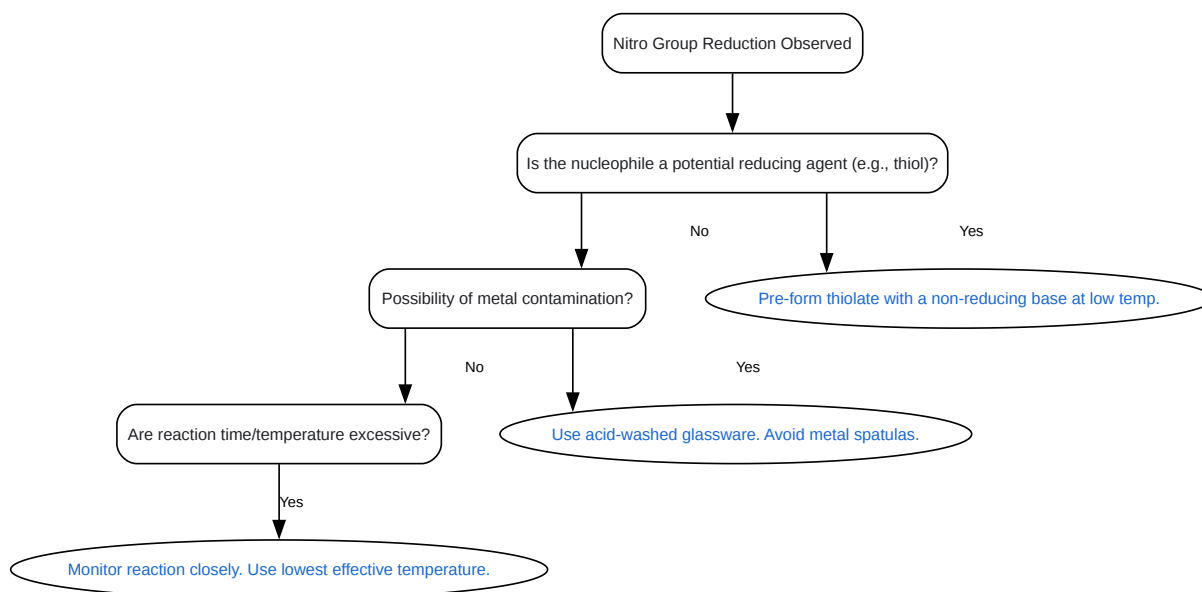 Nitro Group Reduction Observed
Is the nucleophile a potential reducing agent (e.g., thiol)?
No
Yes
Possibility of metal contamination?
Pre-form thiolate with a non-reducing base at low temp.
No
Yes
Are reaction time/temperature excessive?
Use acid-washed glassware. Avoid metal spatulas.
Yes
Monitor reaction closely. Use lowest effective temperature.